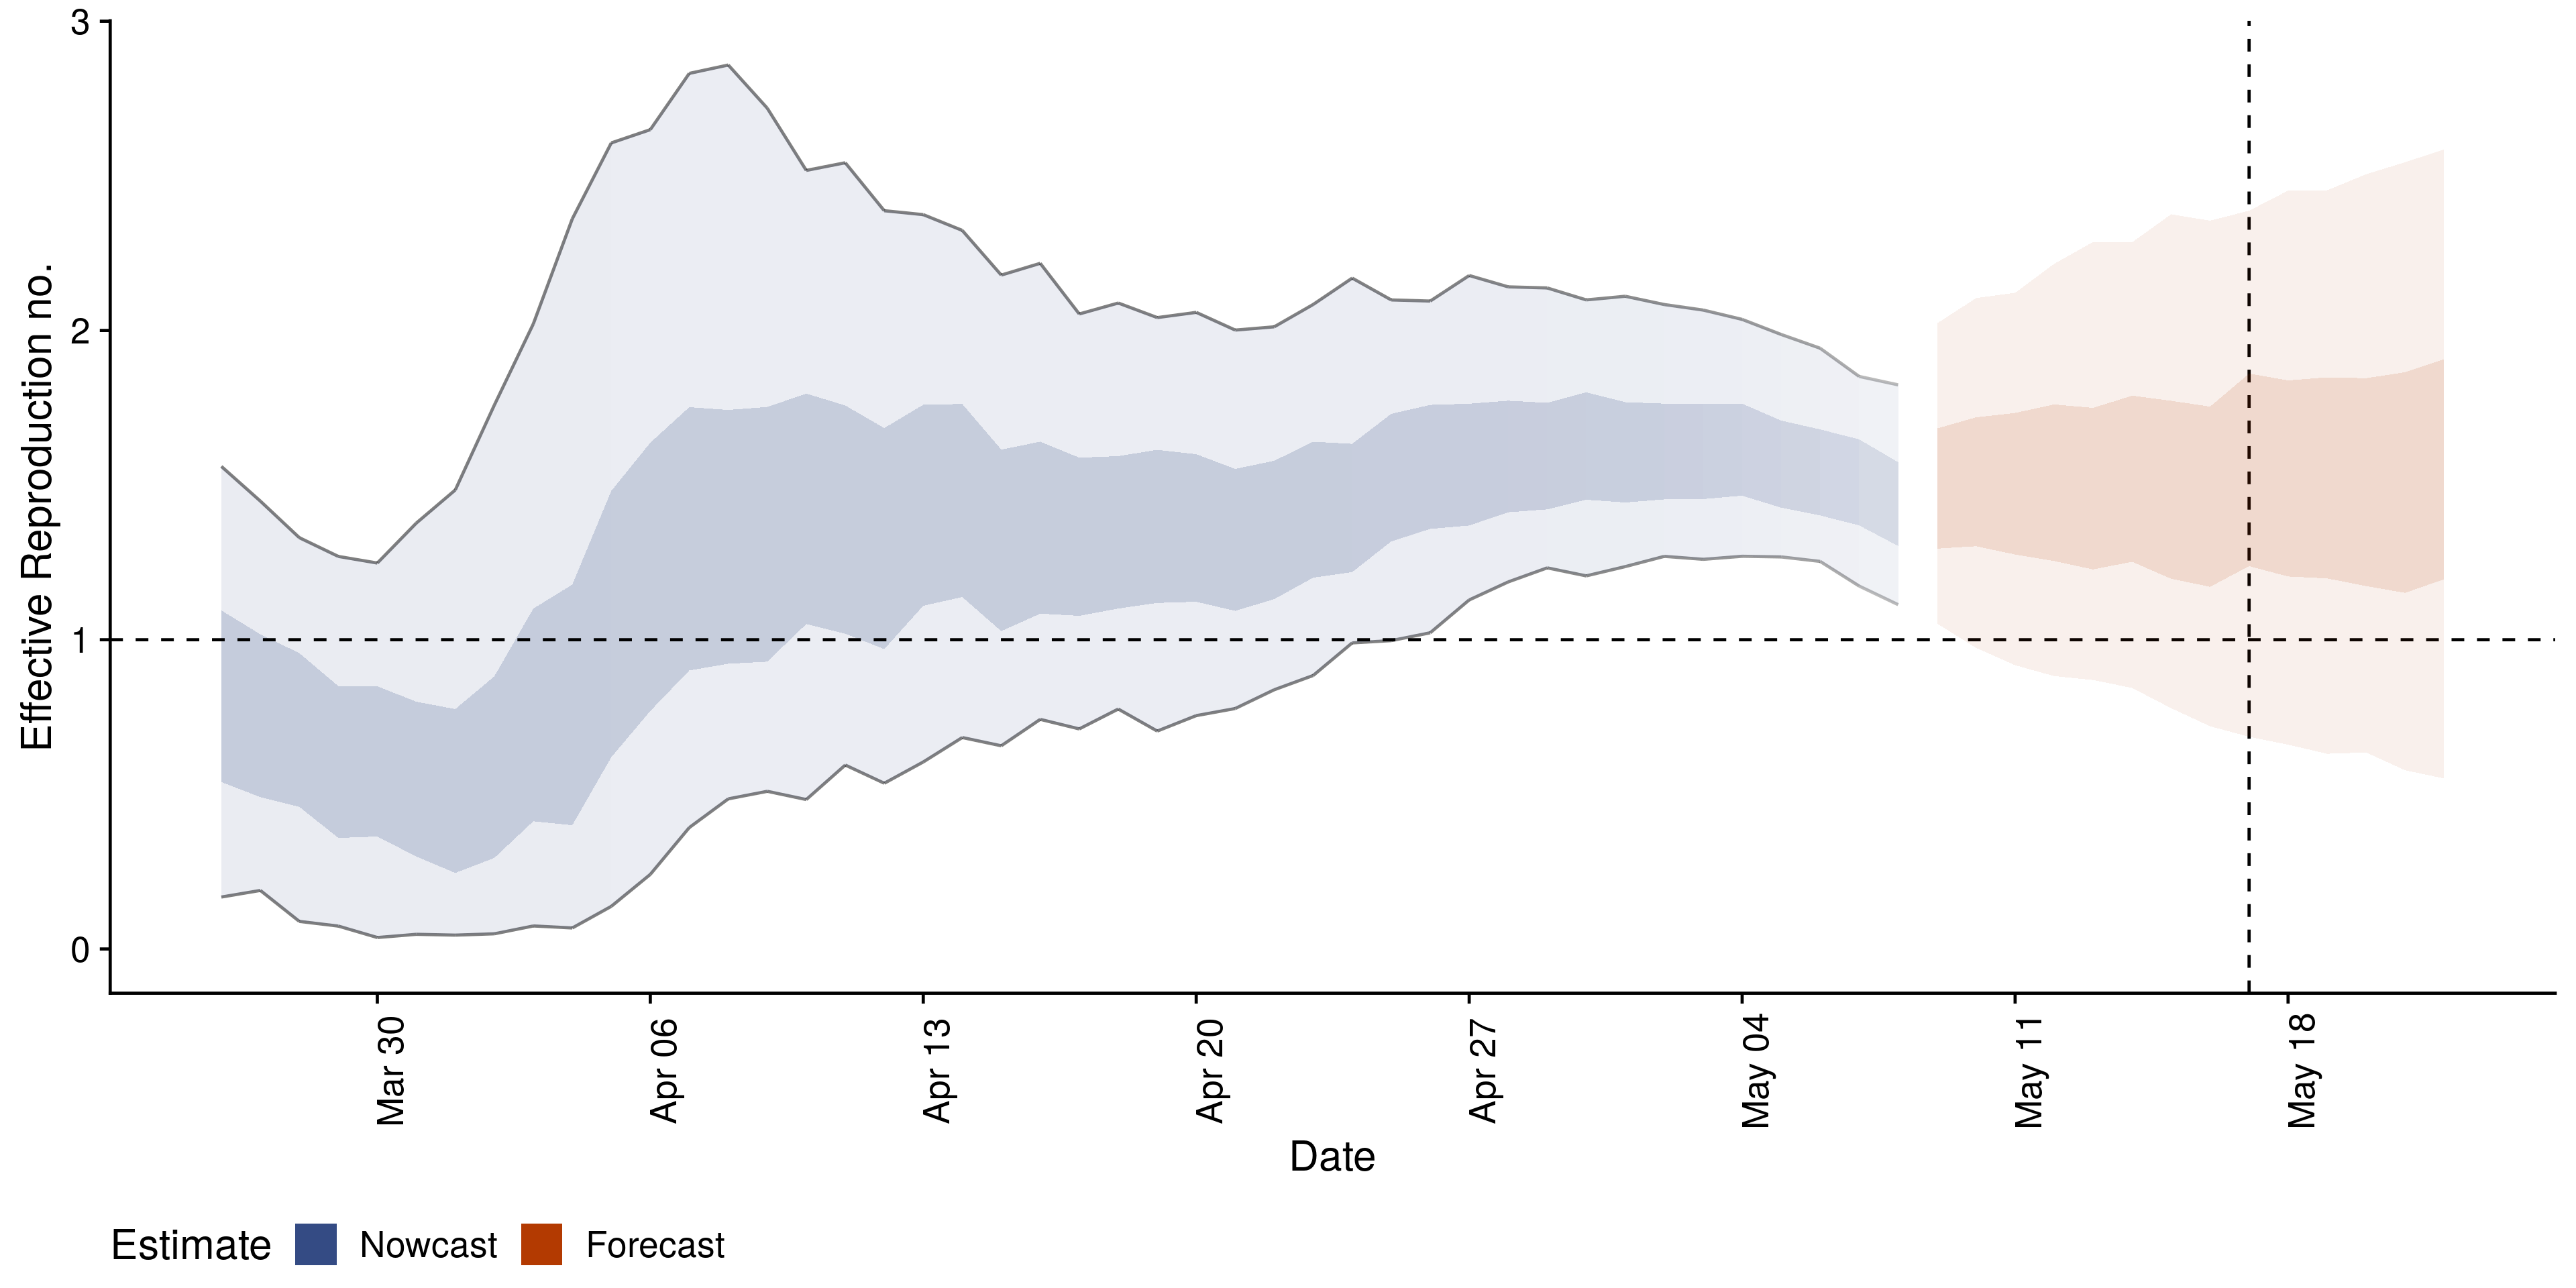 Effective Reproduction no.
3
2
1
0
Mar 30
Apr 06
Apr 13
Apr 20
Apr 27
May 04
May 11
May 18
Date
Estimate Nowcast Forecast